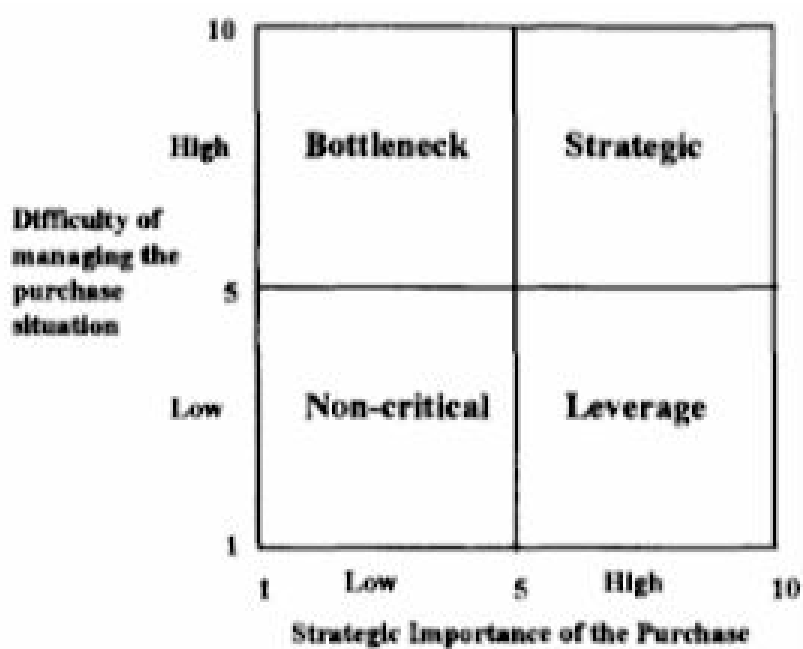 10
High
Bottleneck
Strategic
Difficulty of
managing the
purchase
situation
5
Low
Non-critical
Leverage
1
1
Low
5
High
10
Strategic Importance of the Purchase